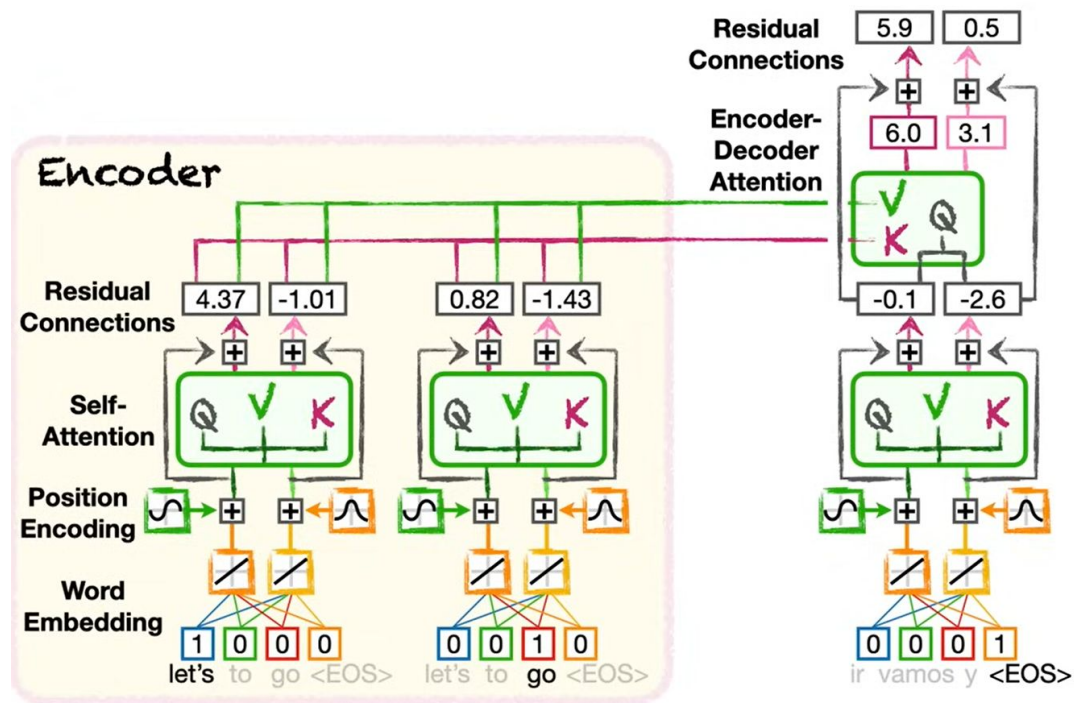 Residual
Connections
5.9 0.5
+ +
Encoder-
Decoder
Attention
6.0 3.1
V
K
Q
Encoder
Residual
Connections
4.37 -1.01 0.82 -1.43 -0.1 -2.6
+ + + + + +
Self-
Attention
Q V K Q V K Q V K
Position
Encoding
+ + + + + +
Word
Embedding
1 0 0 0 0 0 1 0 0 0 0 1
let's to go <EOS> let's to go <EOS> ir vamos y <EOS>